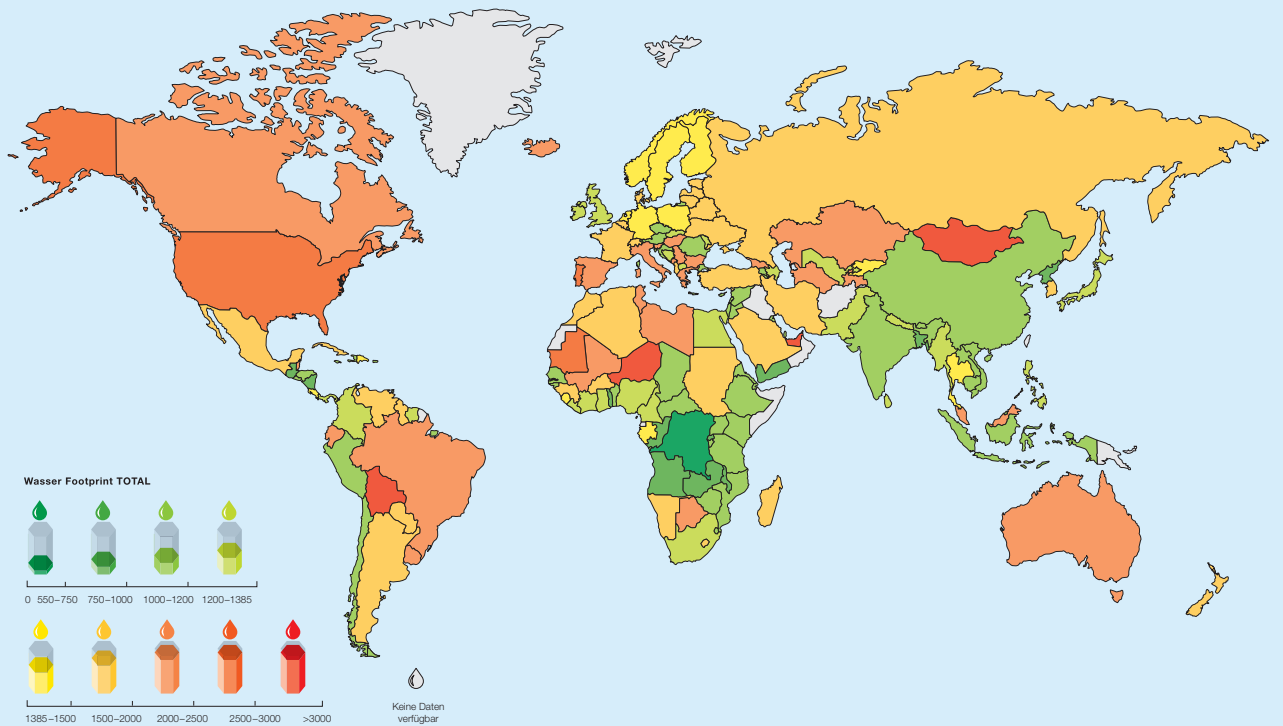 Wasser Footprint TOTAL
0 550–750 750–1000 1000–1200 1200–1385
1385–1500 1500–2000 2000–2500 2500–3000 >3000
Keine Daten
verfügbar